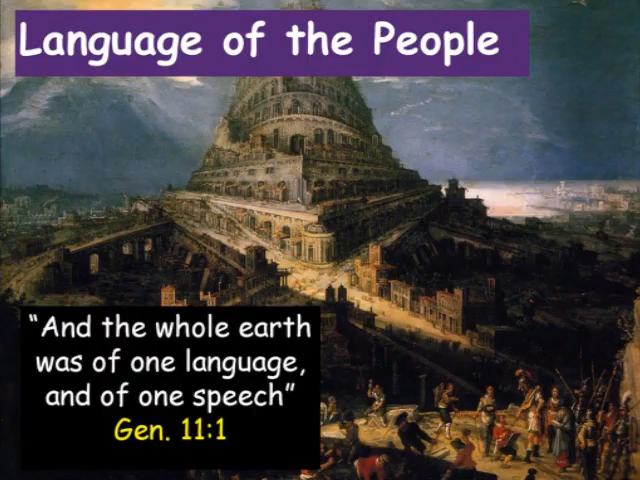 Language of the People
“And the whole earth
was of one language,
and of one speech”
Gen. 11:1